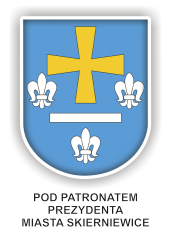 POD PATRONATEM
PREZYDENTA
MIASTA SKIERNIEWICE